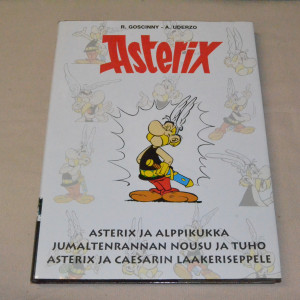 R. GOSCINNY - A. UDERZO
Asterix
ASTERIX JA ALPPIKUKKA
JUMALTENRANNAN NOUSU JA TUHO
ASTERIX JA CAESARIN LAAKERISEPPELE